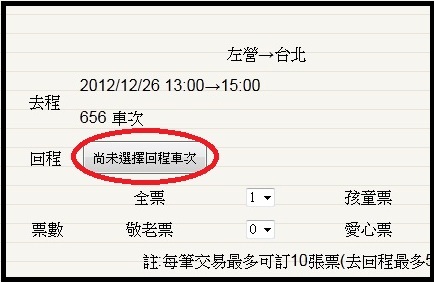 左營→台北
去程
2012/12/26 13:00→15:00
656 車次
回程 尚未選擇回程車次
全票 1 孩童票
票數 敬老票 0 愛心票
註:每筆交易最多可訂10張票(去回程最多